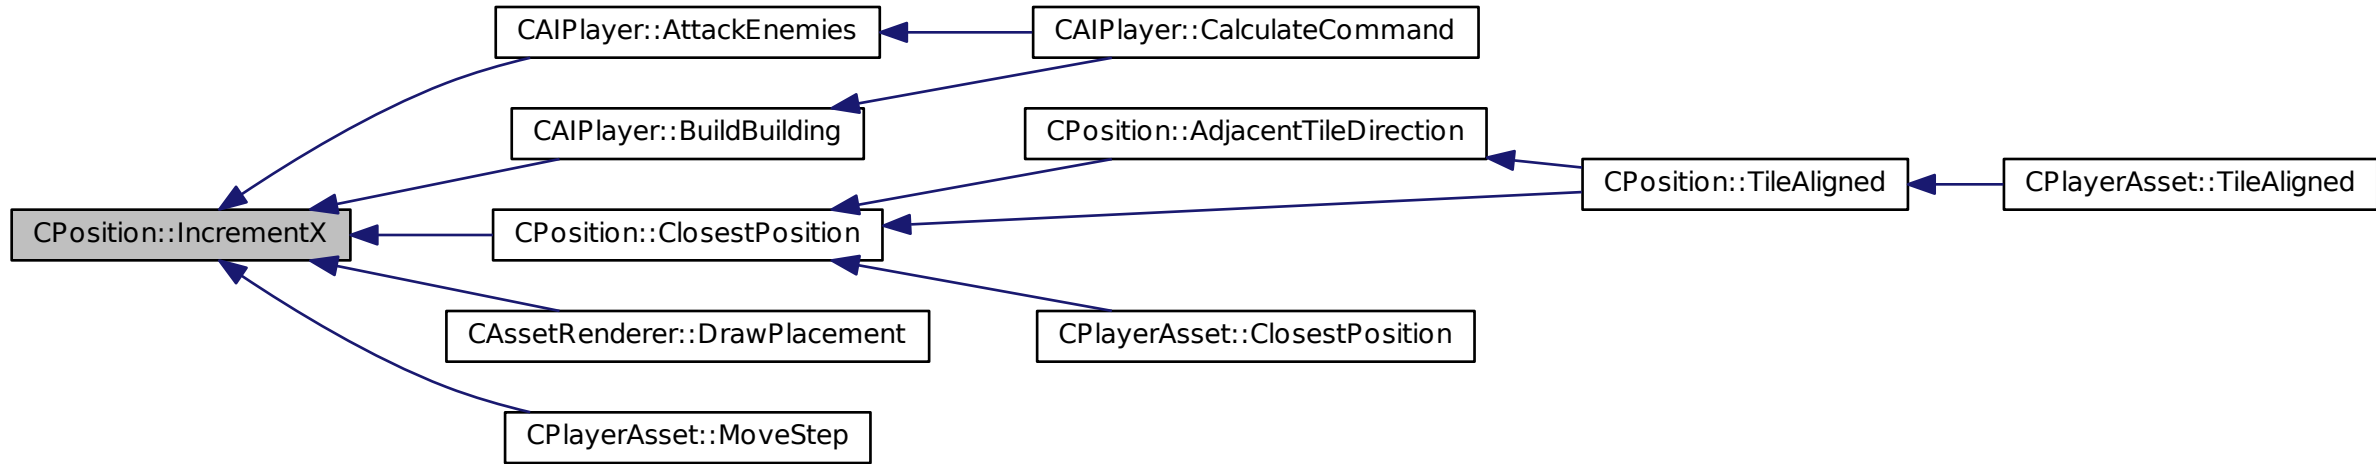 CAIPlayer::AttackEnemies
CAIPlayer::CalculateCommand
CAIPlayer::BuildBuilding
CPosition::AdjacentTileDirection
CPosition::TileAligned
CPlayerAsset::TileAligned
CPosition::IncrementX
CPosition::ClosestPosition
CAssetRenderer::DrawPlacement
CPlayerAsset::ClosestPosition
CPlayerAsset::MoveStep